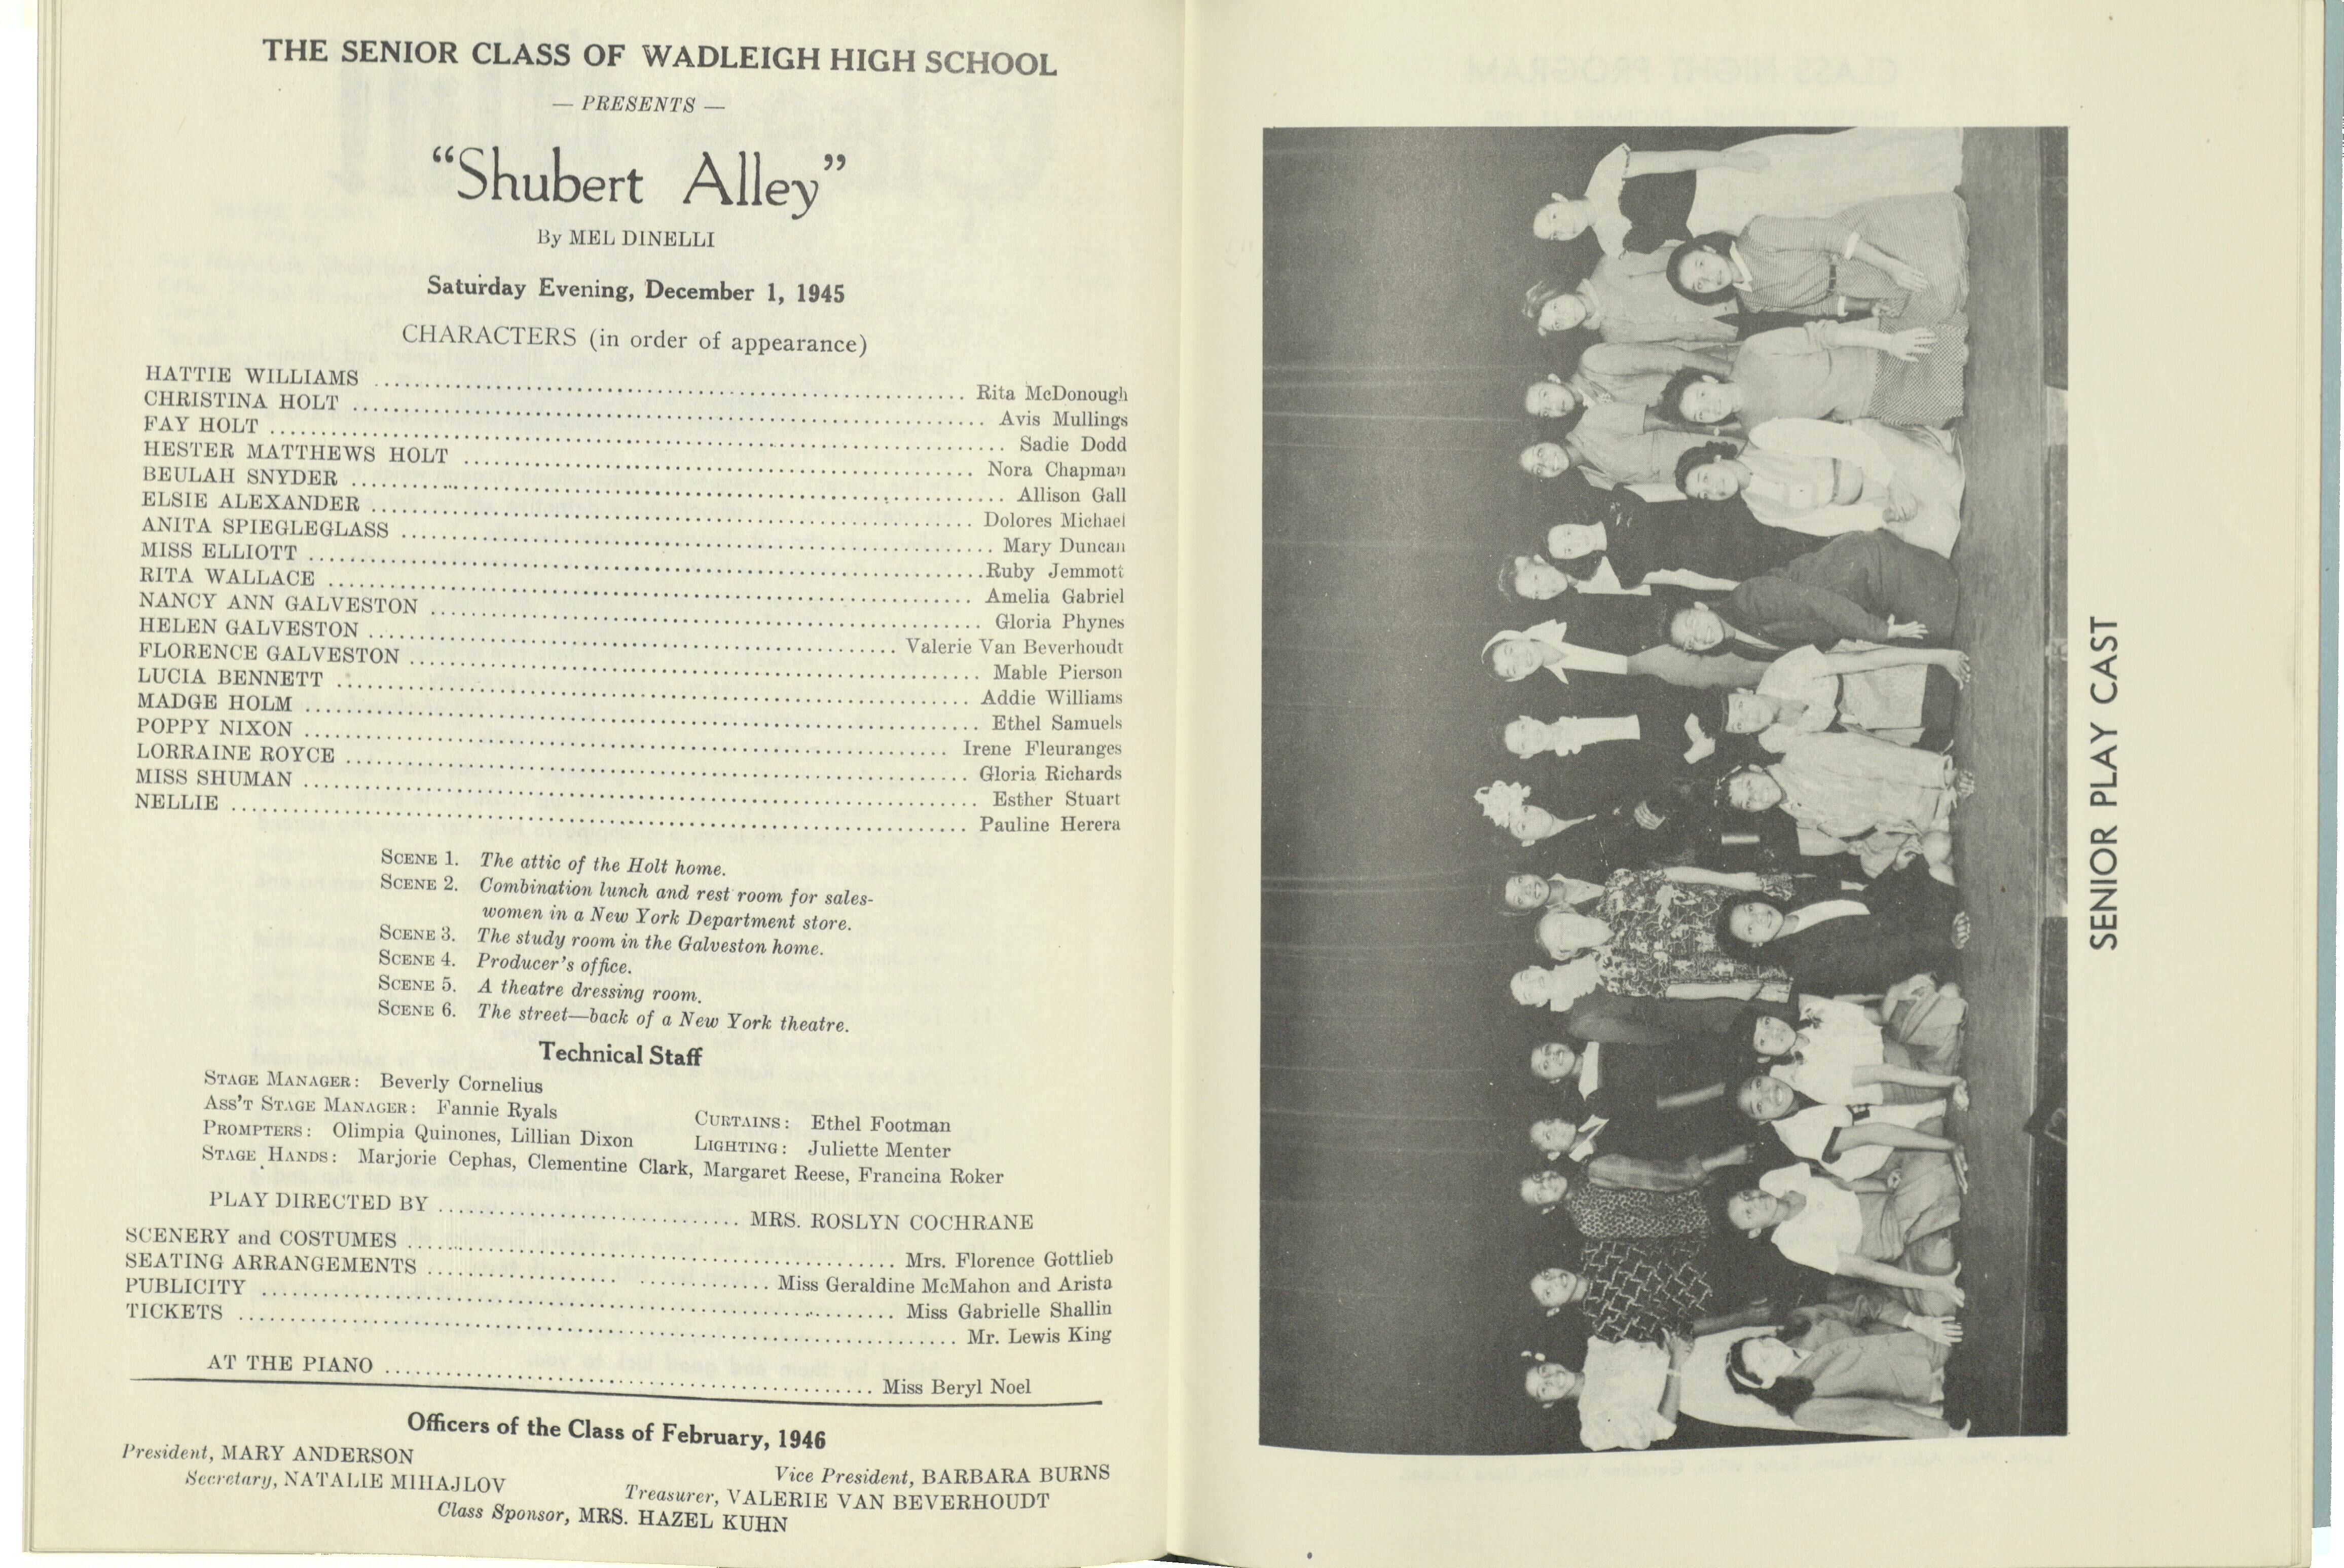 THE SENIOR CLASS OF WADLEIGH HIGH SCHOOL
— PRESENTS —
"Shubert Alley"
By MEL DINELLI
Saturday Evening, December 1, 1945
CHARACTERS (in order of appearance)
HATTIE WILLIAMS ........ Rita McDonough
CHRISTINA HOLT ........ Avis Mullings
FAY HOLT ........ Sadie Dodd
HESTER MATTHEWS HOLT ........ Nora Chapman
BEULAH SNYDER ........ Allison Gall
ELSIE ALEXANDER ........ Dolores Michael
ANITA SPIEGLEGLASS ........ Mary Duncan
MISS ELLIOTT ........ Ruby Jemmott
RITA WALLACE ........ Amelia Gabriel
NANCY ANN GALVESTON ........ Gloria Phynes
HELEN GALVESTON ........ Valerie Van Beverhoudt
FLORENCE GALVESTON ........ Mable Pierson
LUCIA BENNETT ........ Addie Williams
MADGE HOLM ........ Ethel Samuels
POPPY NIXON ........ Irene Fleuranges
LORRAINE ROYCE ........ Gloria Richards
MISS SHUMAN ........ Esther Stuart
NELLIE ........ Pauline Herera
SCENE 1. The attic of the Holt home.
SCENE 2. Combination lunch and rest room for sales-
women in a New York Department store.
SCENE 3. The study room in the Galveston home.
SCENE 4. Producer's office.
SCENE 5. A theatre dressing room.
SCENE 6. The street—back of a New York theatre.
Technical Staff
STAGE MANAGER: Beverly Cornelius
ASS'T STAGE MANAGER: Fannie Ryals CURTAINS: Ethel Footman
PROMPTERS: Olimpia Quinones, Lillian Dixon LIGHTING: Juliette Menter
STAGE HANDS: Marjorie Cephas, Clementine Clark, Margaret Reese, Francina Roker
PLAY DIRECTED BY ........ MRS. ROSLYN COCHRANE
SCENERY and COSTUMES ........ Mrs. Florence Gottlieb
SEATING ARRANGEMENTS ........ Miss Geraldine McMahon and Arista
PUBLICITY ........ Miss Gabrielle Shallin
TICKETS ........ Mr. Lewis King
AT THE PIANO ........ Miss Beryl Noel
Officers of the Class of February, 1946
President, MARY ANDERSON Vice President, BARBARA BURNS
Secretary, NATALIE MIHAJLOV Treasurer, VALERIE VAN BEVERHOUDT
Class Sponsor, MRS. HAZEL KUHN
SENIOR PLAY CAST